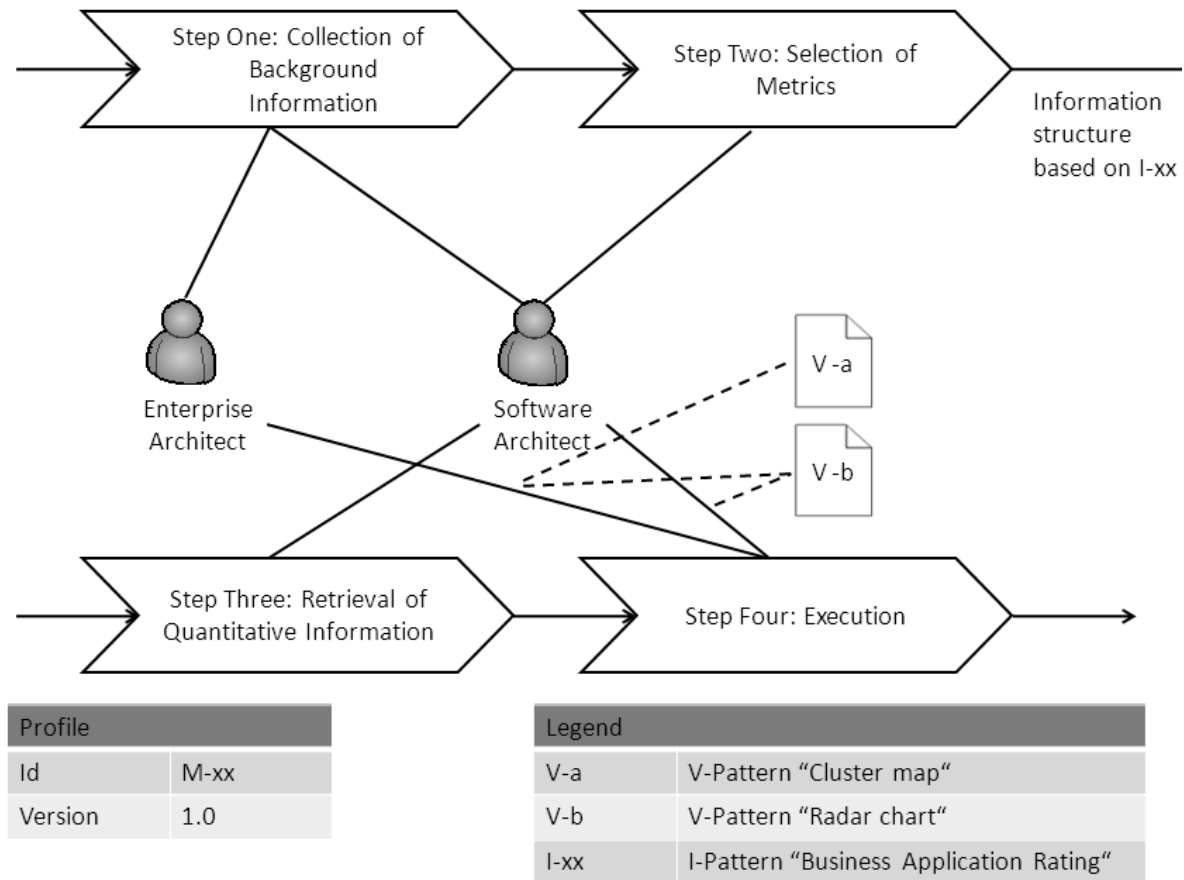 Step One: Collection of
Background
Information
Step Two: Selection of
Metrics
Information
structure
based on I-xx
Enterprise
Architect
Software
Architect
V -a
V -b
Step Three: Retrieval of
Quantitative Information
Step Four: Execution
Profile
Id M-xx
Version 1.0
Legend
V-a V-Pattern “Cluster map“
V-b V-Pattern “Radar chart“
I-xx I-Pattern “Business Application Rating“